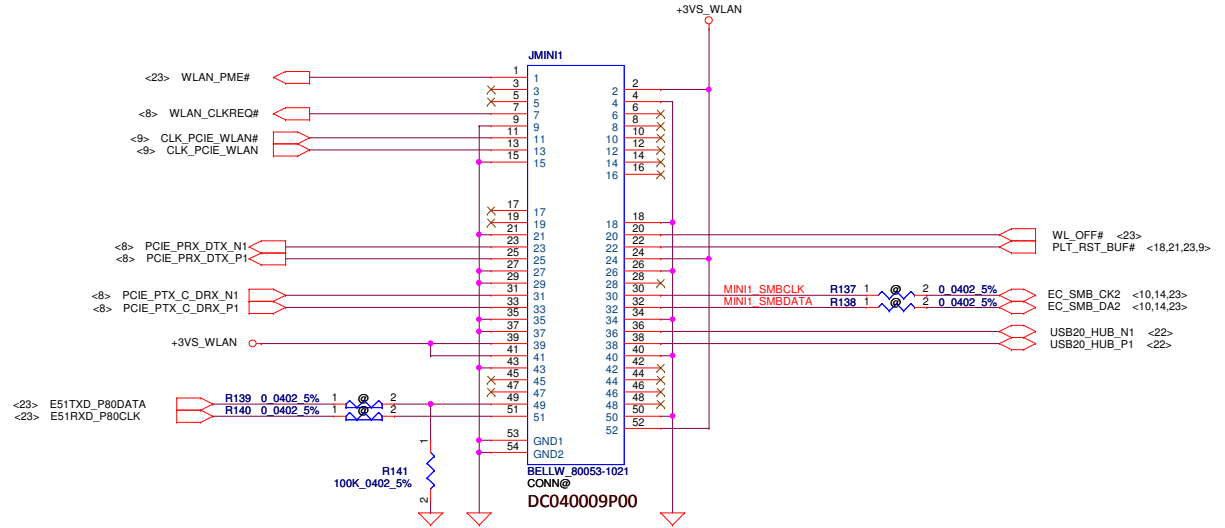 +3VS_WLAN
JMINI1
<23> WLAN_PME# 1 1
3 3
5 5
<8> WLAN_CLKREQ# 7 7
9 9
<9> CLK_PCIE_WLAN# 11 11
<9> CLK_PCIE_WLAN 13 13
15 15
2 2
4 4
6 6
8 8
10 10
12 12
14 14
16 16
17 17
19 19
21 21
<8> PCIE_PRX_DTX_N1 23 23
<8> PCIE_PRX_DTX_P1 25 25
27 27
29 29
<8> PCIE_PTX_C_DRX_N1 31 31
<8> PCIE_PTX_C_DRX_P1 33 33
35 35
37 37
+3VS_WLAN 39 39
41 41
43 43
45 45
47 47
<23> E51TXD_P80DATA R139 0_0402_5% 1 @ 2 49 49
<23> E51RXD_P80CLK R140 0_0402_5% 1 @ 2 51 51
18 18
20 20 WL_OFF# <23>
22 22 PLT_RST_BUF# <18,21,23,9>
24 24
26 26
28 28
30 30 MINI1_SMBCLK R137 1 @ 2 0_0402_5% EC_SMB_CK2 <10,14,23>
32 32 MINI1_SMBDATA R138 1 @ 2 0_0402_5% EC_SMB_DA2 <10,14,23>
34 34
36 36 USB20_HUB_N1 <22>
38 38 USB20_HUB_P1 <22>
40 40
42 42
44 44
46 46
48 48
50 50
52 52
53 GND1
54 GND2
1
R141
100K_0402_5%
2
BELLW_80053-1021
CONN@
DC040009P00